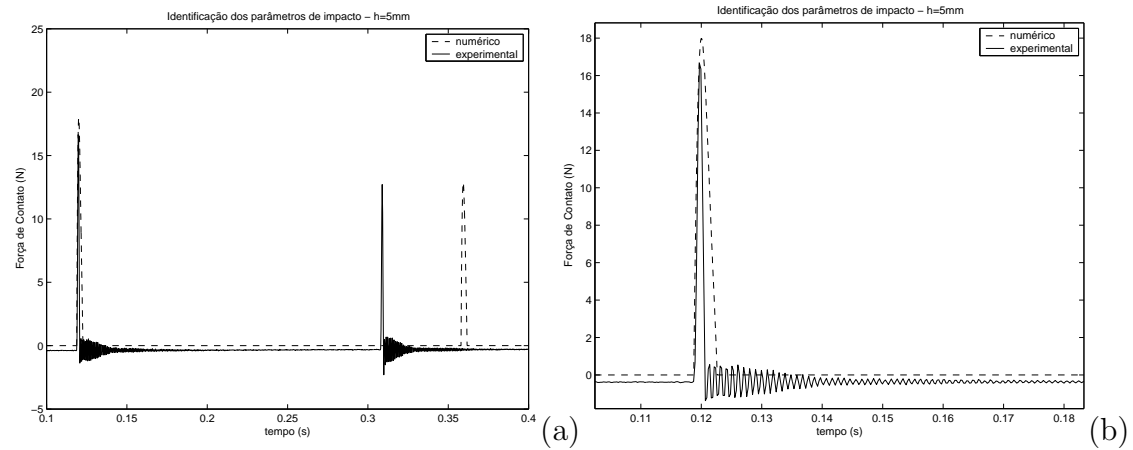 Identificação dos parâmetros de impacto – h=5mm
numérico
experimental
25
20
15
10
5
0
−5
Força de Contato (N)
0.1
0.15
0.2
0.25
0.3
0.35
0.4
tempo (s)
(a)
Identificação dos parâmetros de impacto – h=5mm
numérico
experimental
18
16
14
12
10
8
6
4
2
0
Força de Contato (N)
0.11
0.12
0.13
0.14
0.15
0.16
0.17
0.18
tempo (s)
(b)